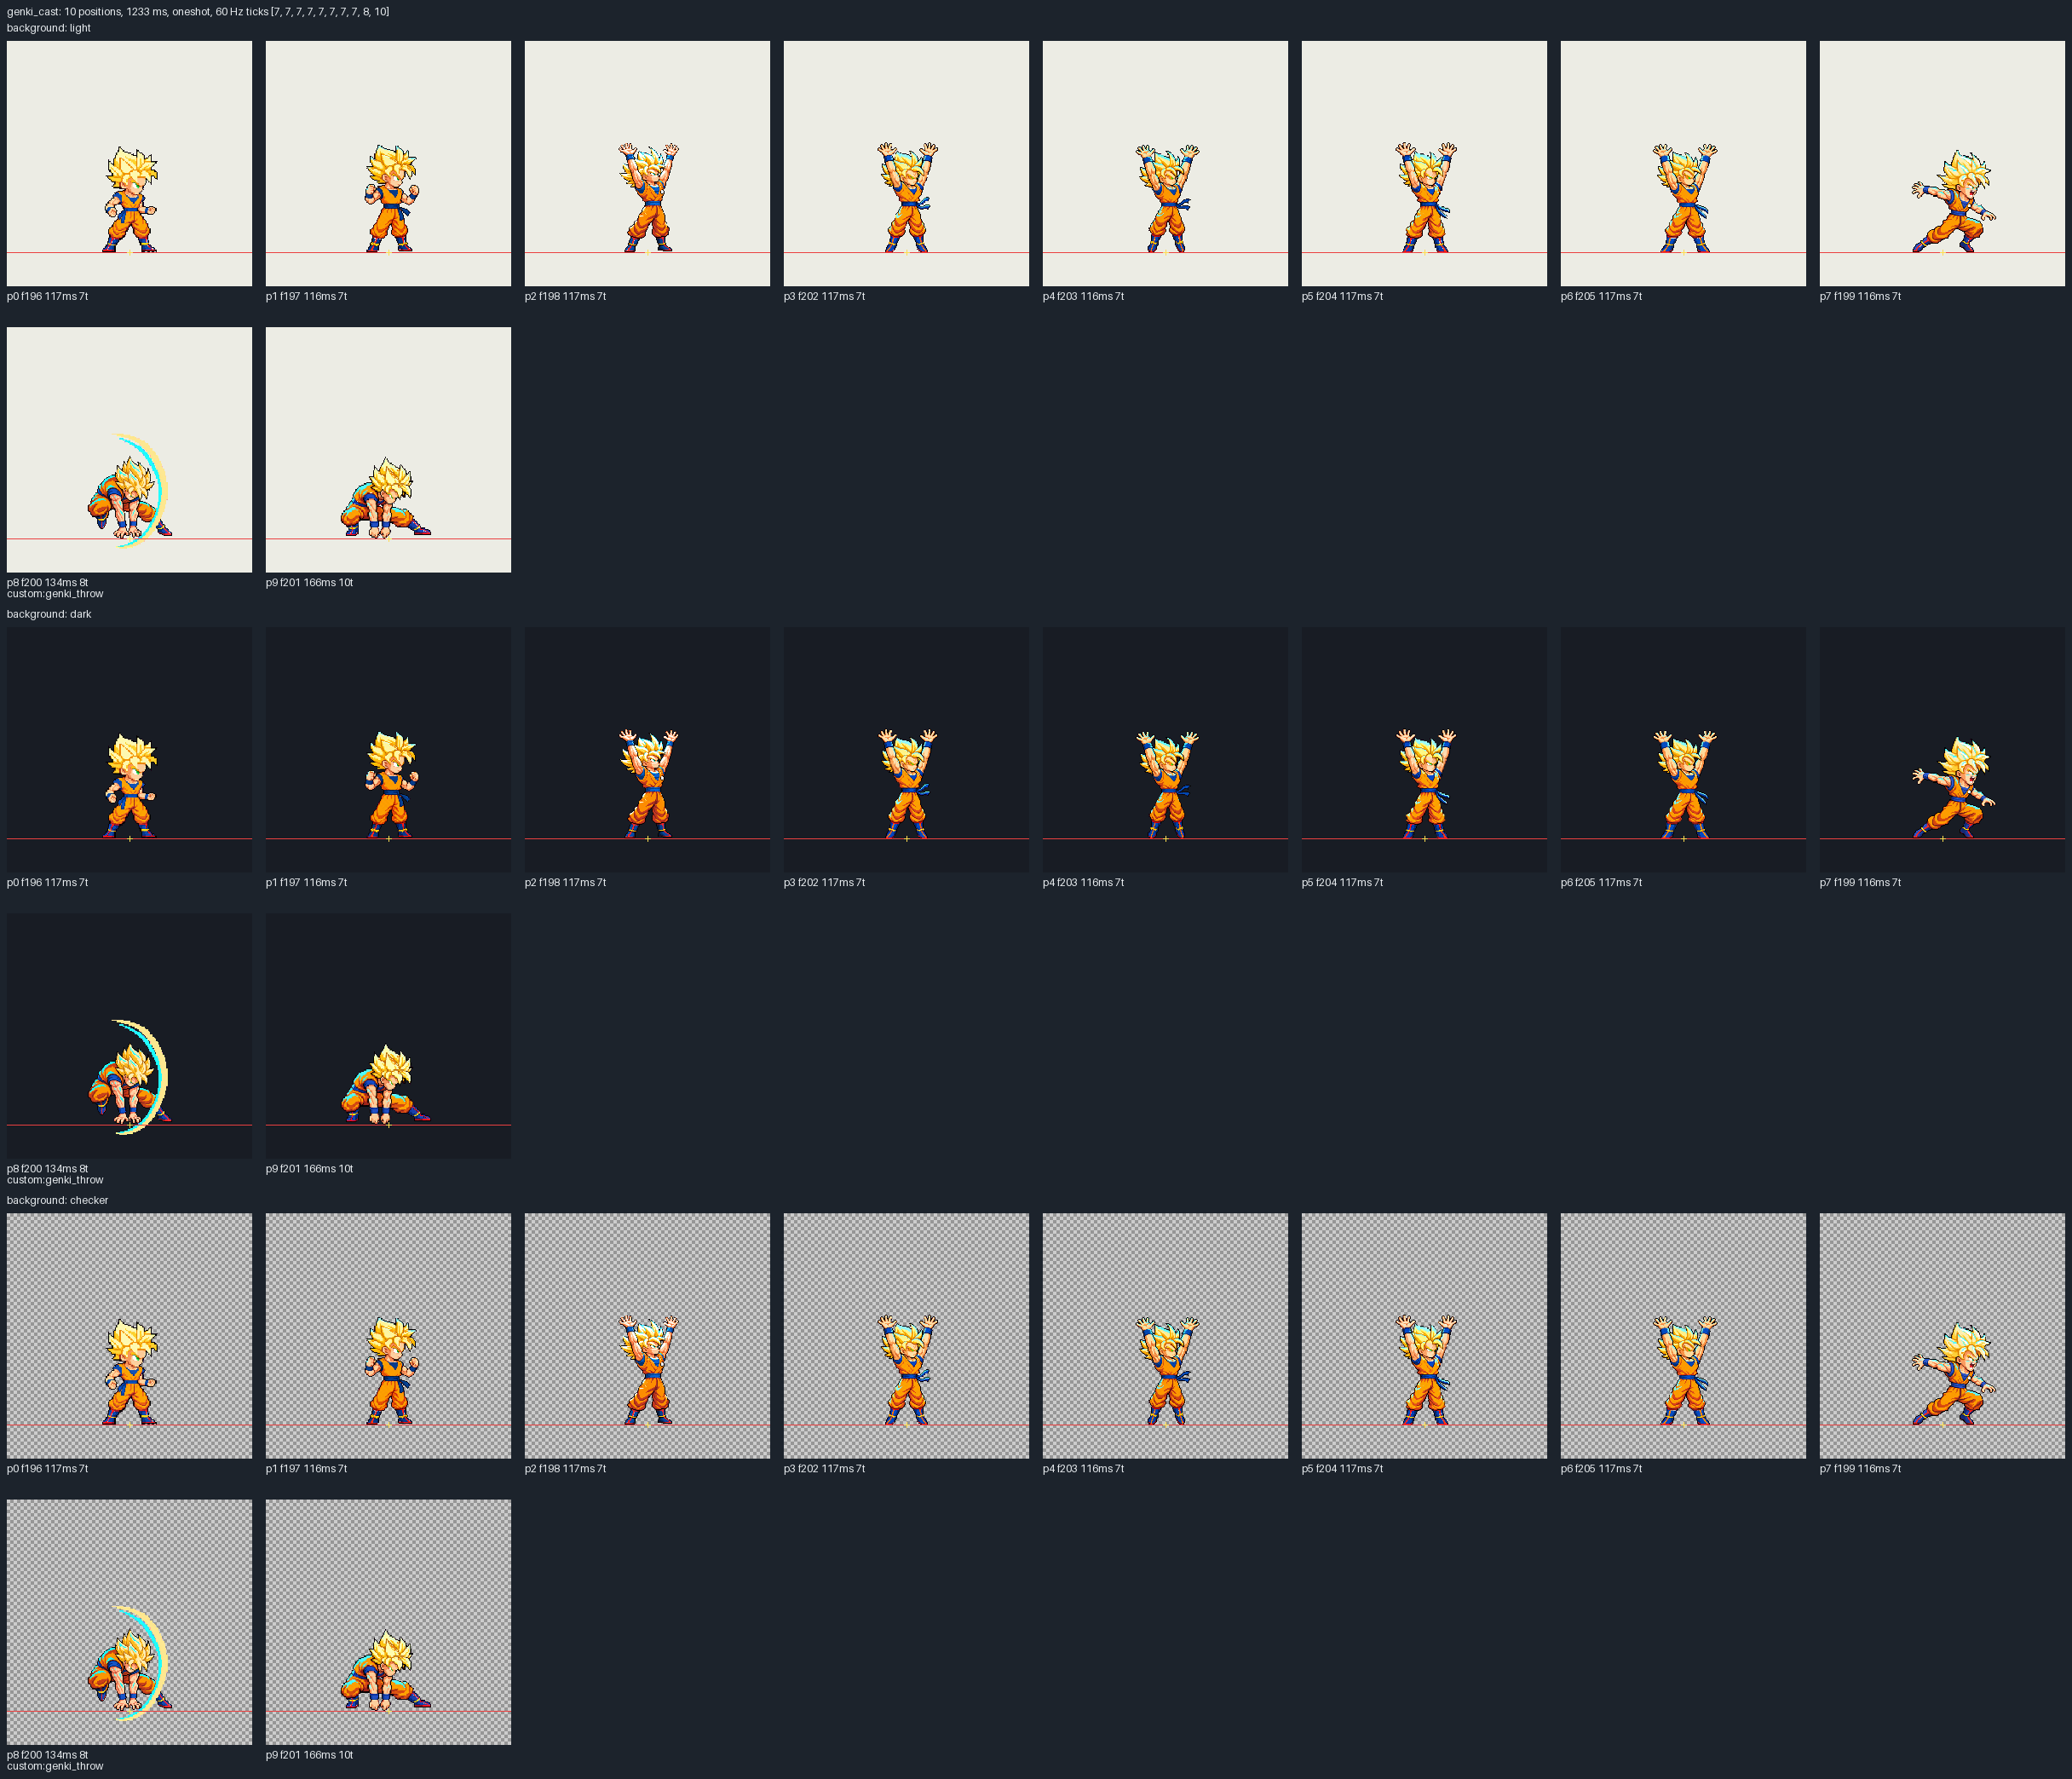 genki_cast: 10 positions, 1233 ms, oneshot, 60 Hz ticks [7, 7, 7, 7, 7, 7, 7, 7, 8, 10]
background: light
p0 f196 117ms 7t
p1 f197 116ms 7t
p2 f198 117ms 7t
p3 f202 117ms 7t
p4 f203 116ms 7t
p5 f204 117ms 7t
p6 f205 117ms 7t
p7 f199 116ms 7t
p8 f200 134ms 8t
custom:genki_throw
p9 f201 166ms 10t
background: dark
p0 f196 117ms 7t
p1 f197 116ms 7t
p2 f198 117ms 7t
p3 f202 117ms 7t
p4 f203 116ms 7t
p5 f204 117ms 7t
p6 f205 117ms 7t
p7 f199 116ms 7t
p8 f200 134ms 8t
custom:genki_throw
p9 f201 166ms 10t
background: checker
p0 f196 117ms 7t
p1 f197 116ms 7t
p2 f198 117ms 7t
p3 f202 117ms 7t
p4 f203 116ms 7t
p5 f204 117ms 7t
p6 f205 117ms 7t
p7 f199 116ms 7t
p8 f200 134ms 8t
custom:genki_throw
p9 f201 166ms 10t